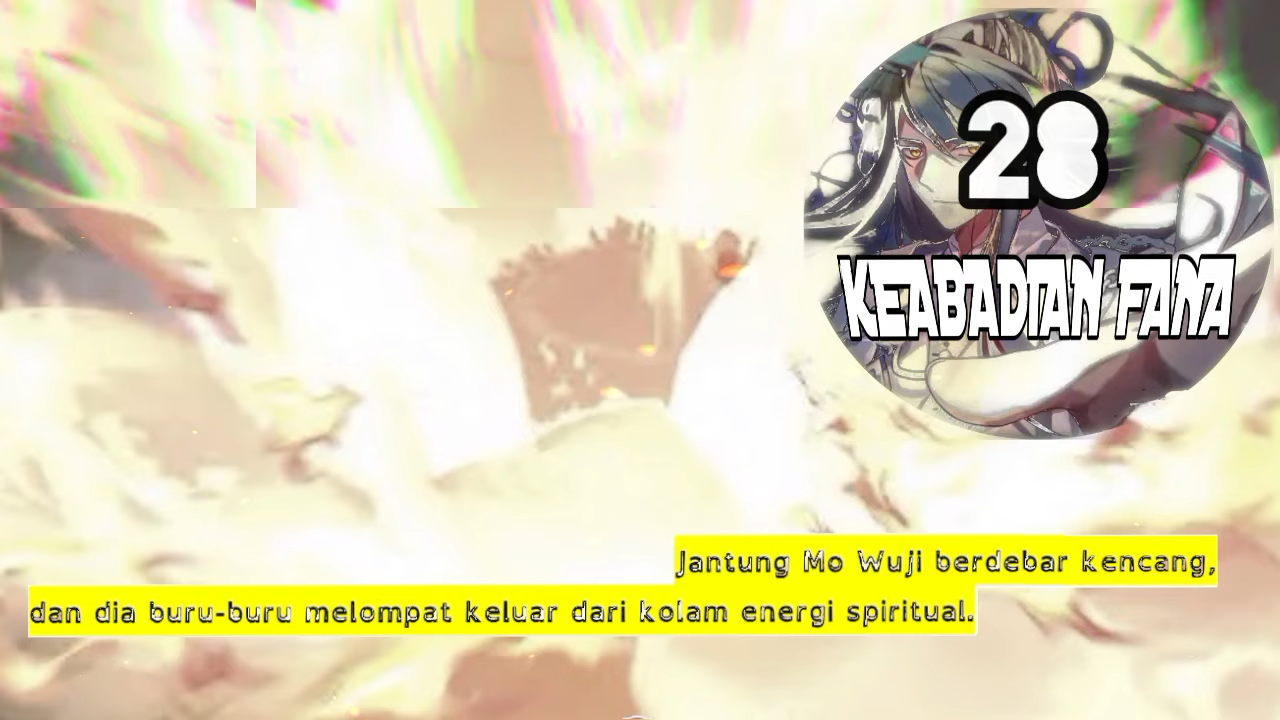 28
KEABADIAN FANA
Jantung Mo Wuji berdebar kencang,
dan dia buru-buru melompat keluar dari kolam energi spiritual.